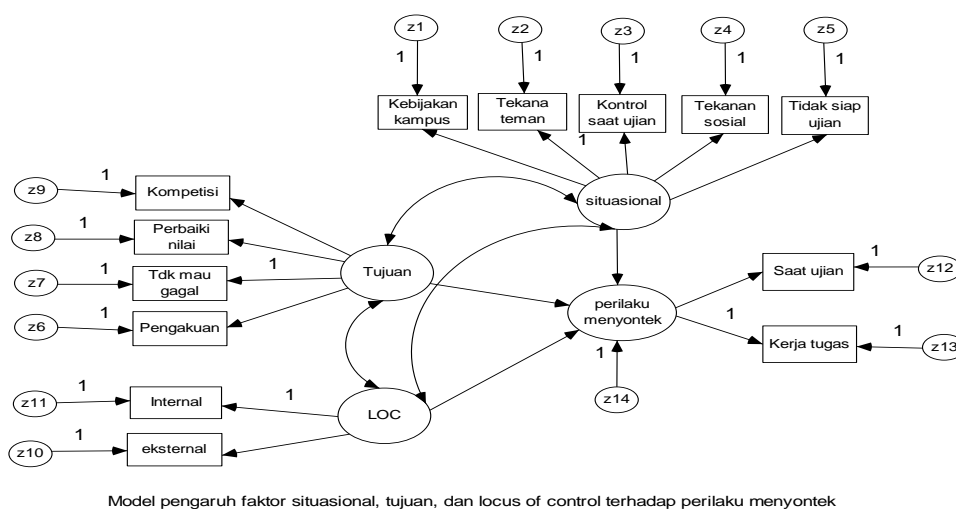 z1
z2
z3
z4
z5
1
1
1
1
1
Kebijakan
kampus
Tekana
teman
Kontrol
saat ujian
Tekanan
sosial
Tidak siap
ujian
1
situasional
z9
1
Kompetisi
z8
1
Perbaiki
nilai
z7
1
Tdk mau
gagal
1
z6
1
Pengakuan
Tujuan
perilaku
menyontek
Saat ujian
1
z12
1
Kerja tugas
1
z13
1
z14
z11
1
Internal
1
LOC
z10
1
eksternal
Model pengaruh faktor situasional, tujuan, dan locus of control terhadap perilaku menyontek